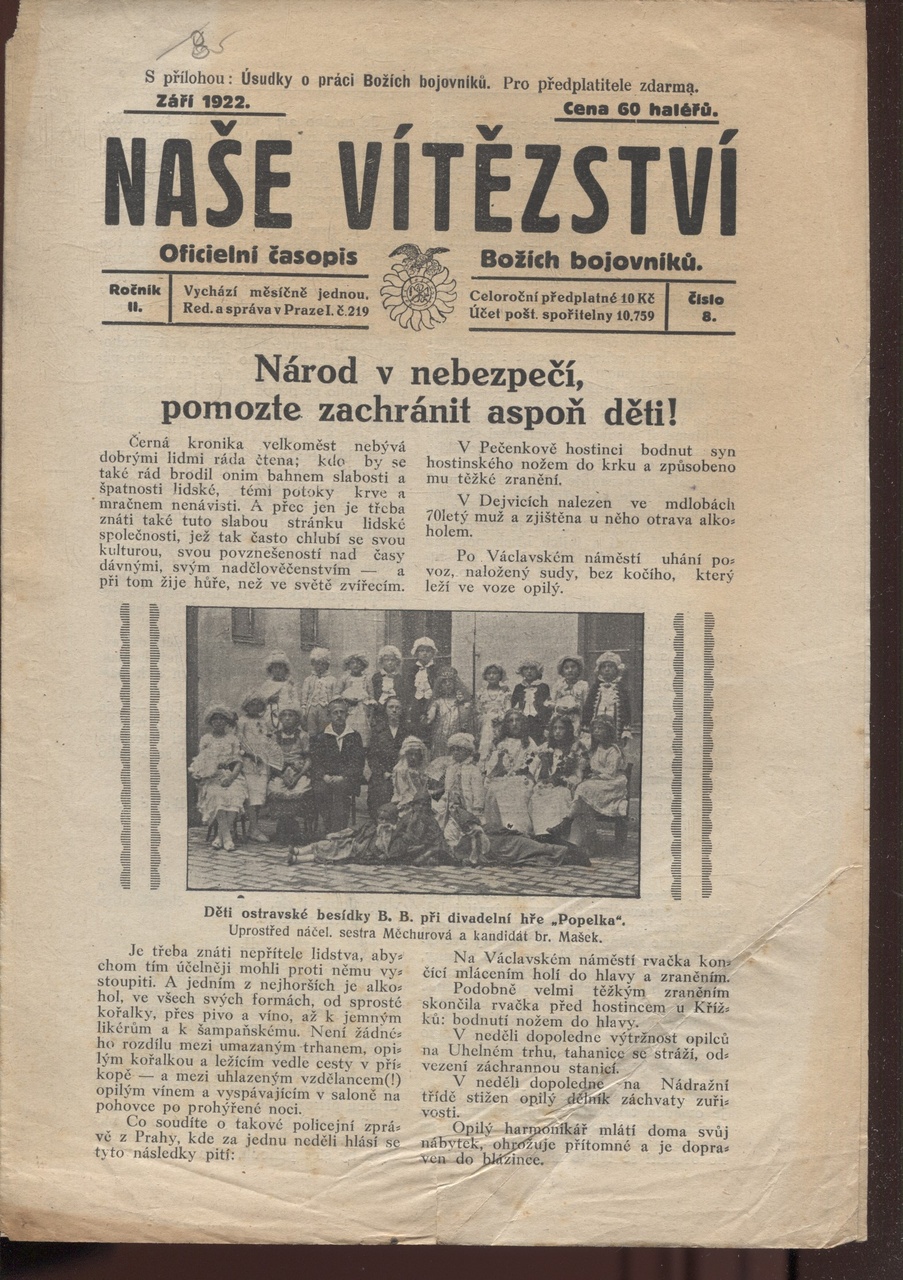 S přílohou: Úsudky o práci Božích bojovníků. Pro předplatitele zdarma.
Září 1922.
Cena 60 haléřů.
NAŠE VÍTĚZSTVÍ
Oficielní časopis Božích bojovníků.
Ročník
II.
Vychází měsíčně jednou,
Red. a správa v Praze I. č. 219
Celoroční předplatné 10 Kč
Účet pošt. spořitelny 10.759
Číslo
8.
Národ v nebezpečí,
pomozte zachránit aspoň děti!
Černá kronika velkoměst nebývá
dobrými lidmi ráda čtena; kdo by se
také rád brodil oním bahnem slabosti a
špatnosti lidské, těmi potoky krve a
mračnem nenávisti. A přec jen je třeba
znáti také tuto slabou stránku lidské
společnosti, jež tak často chlubí se svou
kulturou, svou povznešeností nad časy
dávnými, svým nadčlověčenstvím — a
při tom žije hůře, než ve světě zvířecím.
V Pečenkově hostinci bodnut syn
hostinského nožem do krku a způsobeno
mu těžké zranění.
V Dejvicích nalezen ve mdlobách
70letý muž a zjištěna u něho otrava alko=
holem.
Po Václavském náměstí uhání po=
voz, naložený sudy, bez kočího, který
leží ve voze opilý.
Děti ostravské besídky B. B. při divadelní hře „Popelka“.
Uprostřed náčel. sestra Měchurová a kandidát br. Mašek.
Je třeba znáti nepřítele lidstva, aby=
chom tím účelněji mohli proti němu vy=
stoupiti. A jedním z nejhorších je alko=
hol, ve všech svých formách, od sprosté
kořalky, přes pivo a víno, až k jemným
likérům a k šampaňskému. Není žádné=
ho rozdílu mezi umazaným trhanem, opi=
lým kořalkou a ležícím vedle cesty v pří=
kopě — a mezi uhlazeným vzdělancem(!)
opilým vínem a vyspávajícím v saloně na
pohovce po prohýřené noci.
Co soudíte o takové policejní zprá=
vě z Prahy, kde za jednu neděli hlásí se
tyto následky pití:
Na Václavském náměstí rvačka kon=
čící mlácením holí do hlavy a zraněním.
Podobně velmi těžkým zraněním
skončila rvačka před hostincem u Kříž=
ků: bodnutí nožem do hlavy.
V neděli dopoledne výtržnost opilců
na Uhelném trhu, tahanice se stráží, od=
vezení záchrannou stanicí.
V neděli dopoledne na Nádražní
třídě stižen opilý dělník záchvaty zuři=
vosti.
Opilý harmonikář mlátí doma svůj
nábytek, ohrožuje přítomné a je dopra=
ven do blázince.